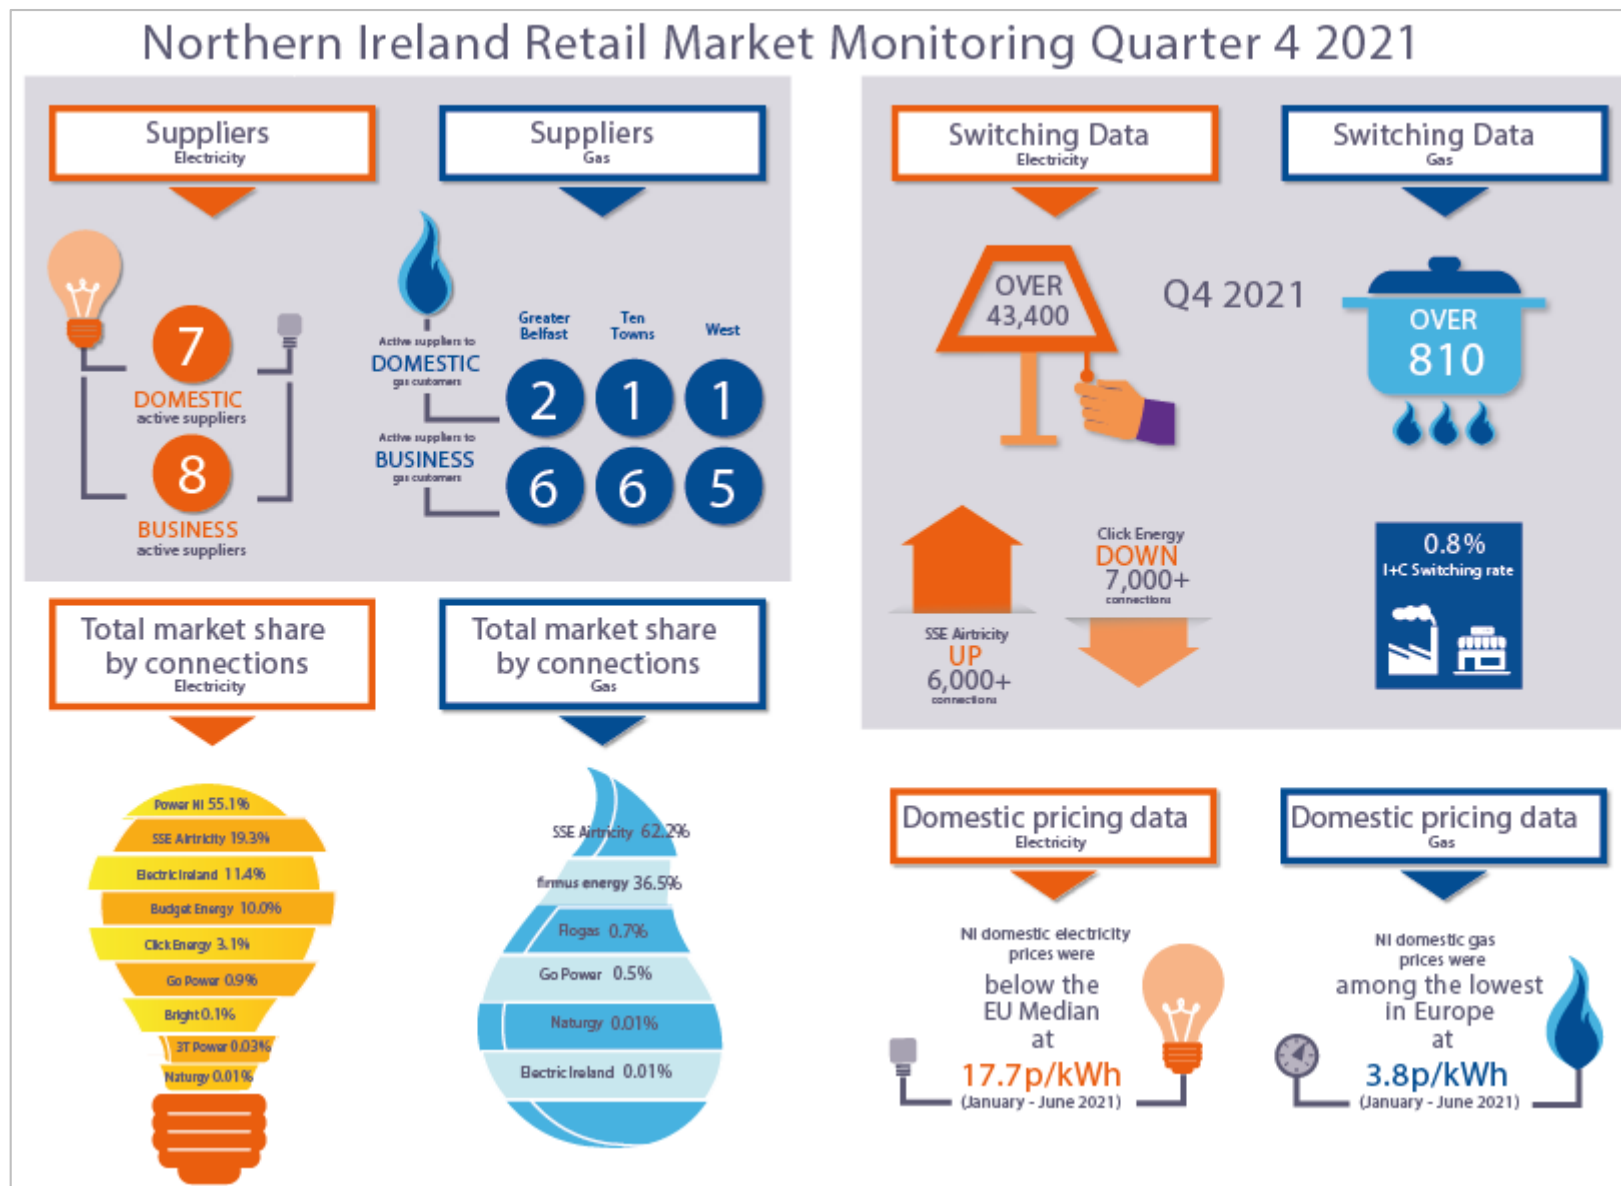 Northern Ireland Retail Market Monitoring Quarter 4 2021
Suppliers
Electricity
7
DOMESTIC
active suppliers
8
BUSINESS
active suppliers
Suppliers
Gas
Greater
Belfast
Ten
Towns
West
Active suppliers to
DOMESTIC
gas customers
2 1 1
Active suppliers to
BUSINESS
gas customers
6 6 5
Switching Data
Electricity
Switching Data
Gas
OVER
43,400
Q4 2021
OVER
810
SSE Airtricity
UP
6,000+
connections
Click Energy
DOWN
7,000+
connections
0.8%
I+C Switching rate
Total market share
by connections
Electricity
Power NI 55.1%
SSE Airtricity 19.3%
Electric Ireland 11.4%
Budget Energy 10.0%
Click Energy 3.1%
Go Power 0.9%
Bright 0.1%
3T Power 0.03%
Naturgy 0.01%
Total market share
by connections
Gas
SSE Airtricity 62.2%
firmus energy 36.5%
Flogas 0.7%
Go Power 0.5%
Naturgy 0.01%
Electric Ireland 0.01%
Domestic pricing data
Electricity
NI domestic electricity
prices were
below the
EU Median
at
17.7p/kWh
(January - June 2021)
Domestic pricing data
Gas
NI domestic gas
prices were
among the lowest
in Europe
at
3.8p/kWh
(January - June 2021)